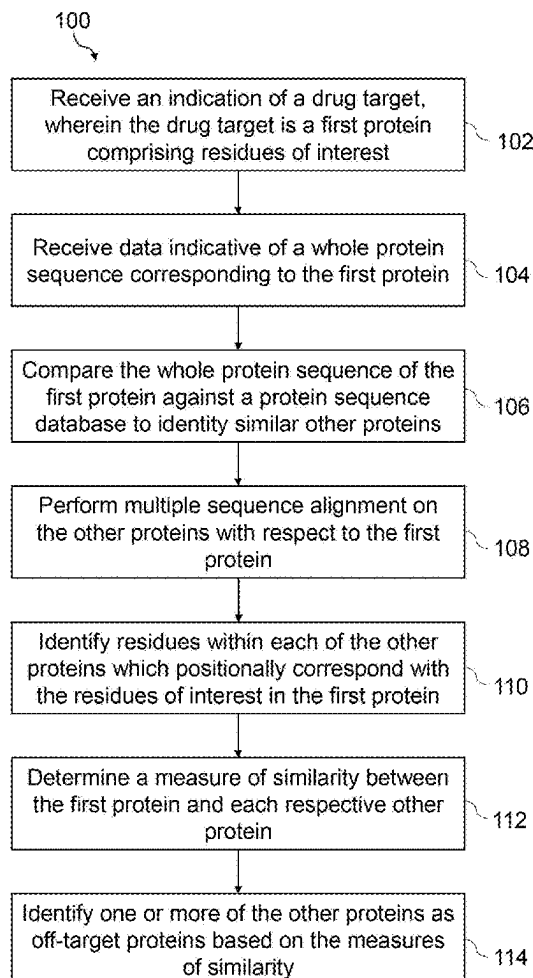 100
Receive an indication of a drug target,
wherein the drug target is a first protein
comprising residues of interest
102
Receive data indicative of a whole protein
sequence corresponding to the first protein
104
Compare the whole protein sequence of the
first protein against a protein sequence
database to identity similar other proteins
106
Perform multiple sequence alignment on
the other proteins with respect to the first
protein
108
Identify residues within each of the other
proteins which positionally correspond with
the residues of interest in the first protein
110
Determine a measure of similarity between
the first protein and each respective other
protein
112
Identify one or more of the other proteins as
off-target proteins based on the measures
of similarity
114